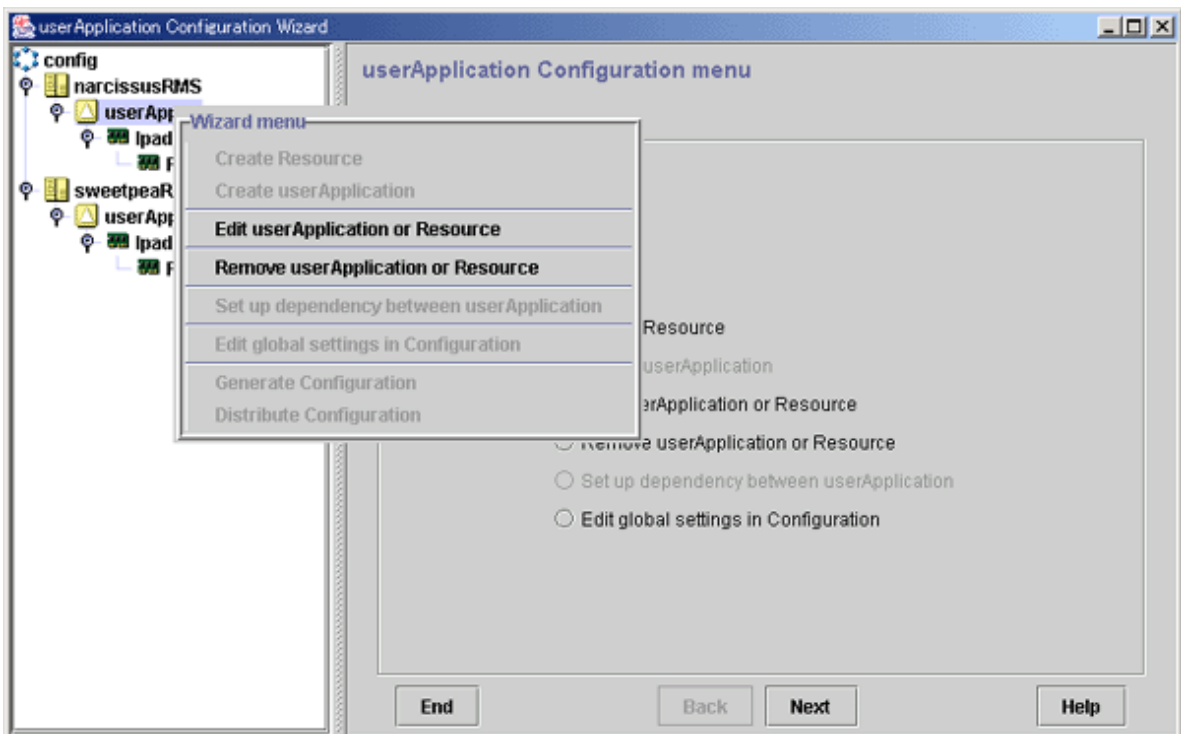 userApplication Configuration Wizard
config
narcissusRMS
userApp
Ipad
sweetpeaR
userApp
Ipad
userApplication Configuration menu
Wizard menu
Create Resource
Create userApplication
Edit userApplication or Resource
Remove userApplication or Resource
Set up dependency between userApplication
Edit global settings in Configuration
Generate Configuration
Distribute Configuration
Resource
userApplication
erApplication or Resource
Remove userApplication or Resource
Set up dependency between userApplication
Edit global settings in Configuration
End
Back
Next
Help